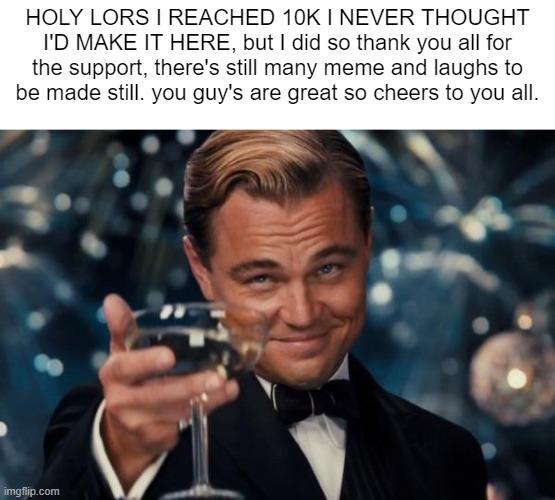 HOLY LORS I REACHED 10K I NEVER THOUGHT
I'D MAKE IT HERE, but I did so thank you all for
the support, there's still many meme and laughs to
be made still. you guy's are great so cheers to you all.
imgflip.com